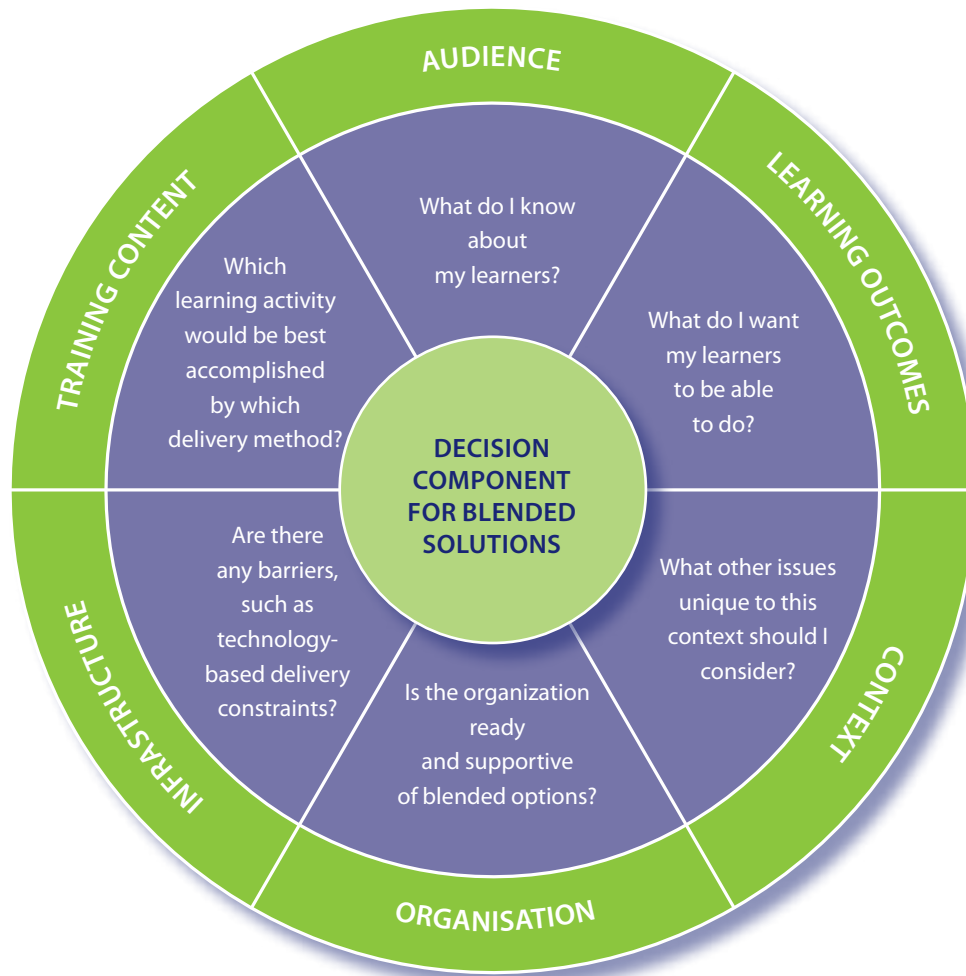 AUDIENCE
What do I know
about
my learners?
LEARNING OUTCOMES
What do I want
my learners
to be able
to do?
CONTEXT
What other issues
unique to this
context should I
consider?
ORGANISATION
Is the organization
ready
and supportive
of blended options?
INFRASTRUCTURE
Are there
any barriers,
such as
technology-
based delivery
constraints?
TRAINING CONTENT
Which
learning activity
would be best
accomplished
by which
delivery method?
DECISION
COMPONENT
FOR BLENDED
SOLUTIONS